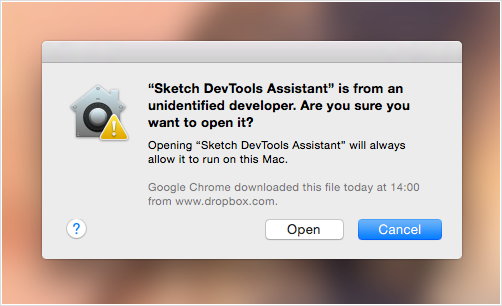 “Sketch DevTools Assistant” is from an
unidentified developer. Are you sure you
want to open it?
Opening “Sketch DevTools Assistant” will always
allow it to run on this Mac.
Google Chrome downloaded this file today at 14:00
from www.dropbox.com.
?
Open
Cancel